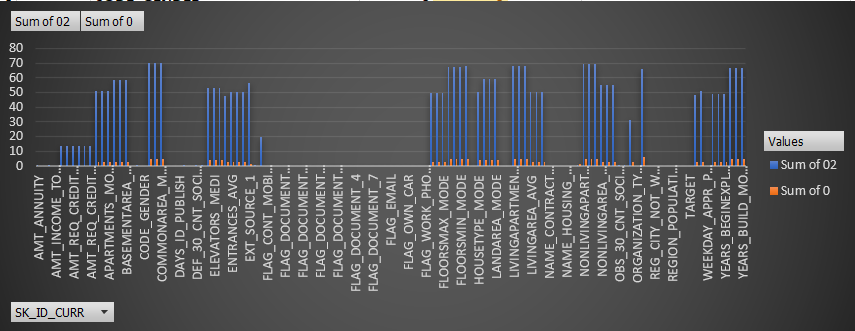 Sum of 02 Sum of 0
80
70
60
50
40
30
20
10
0
Values
Sum of 02
Sum of 0
AMT_ANNUITY
AMT_INCOME_TO...
AMT_REQ_CREDIT...
AMT_REQ_CREDIT...
APARTMENTS_MO...
BASEMENTAREA_...
CODE_GENDER
COMMONAREA_M...
DAYS_ID_PUBLISH
DEF_30_CNT_SOCI...
ELEVATORS_MEDI
ENTRANCES_AVG
EXT_SOURCE_1
FLAG_CONT_MOBI...
FLAG_DOCUMENT...
FLAG_DOCUMENT...
FLAG_DOCUMENT...
FLAG_DOCUMENT...
FLAG_DOCUMENT_4
FLAG_DOCUMENT_7
FLAG_EMAIL
FLAG_OWN_CAR
FLAG_WORK_PHO...
FLOORSMAX_MODE
FLOORSMIN_MODE
HOUSETYPE_MODE
LANDAREA_MODE
LIVINGAPARTMEN...
LIVINGAREA_AVG
NAME_CONTRACT...
NAME_HOUSING_...
NONLIVINGAPART...
NONLIVINGAREA_...
OBS_30_CNT_SOCI...
ORGANIZATION_TY...
REG_CITY_NOT_W...
REGION_POPULATI...
TARGET
WEEKDAY_APPR_P...
YEARS_BEGINEXPL...
YEARS_BUILD_MO...
SK_ID_CURR